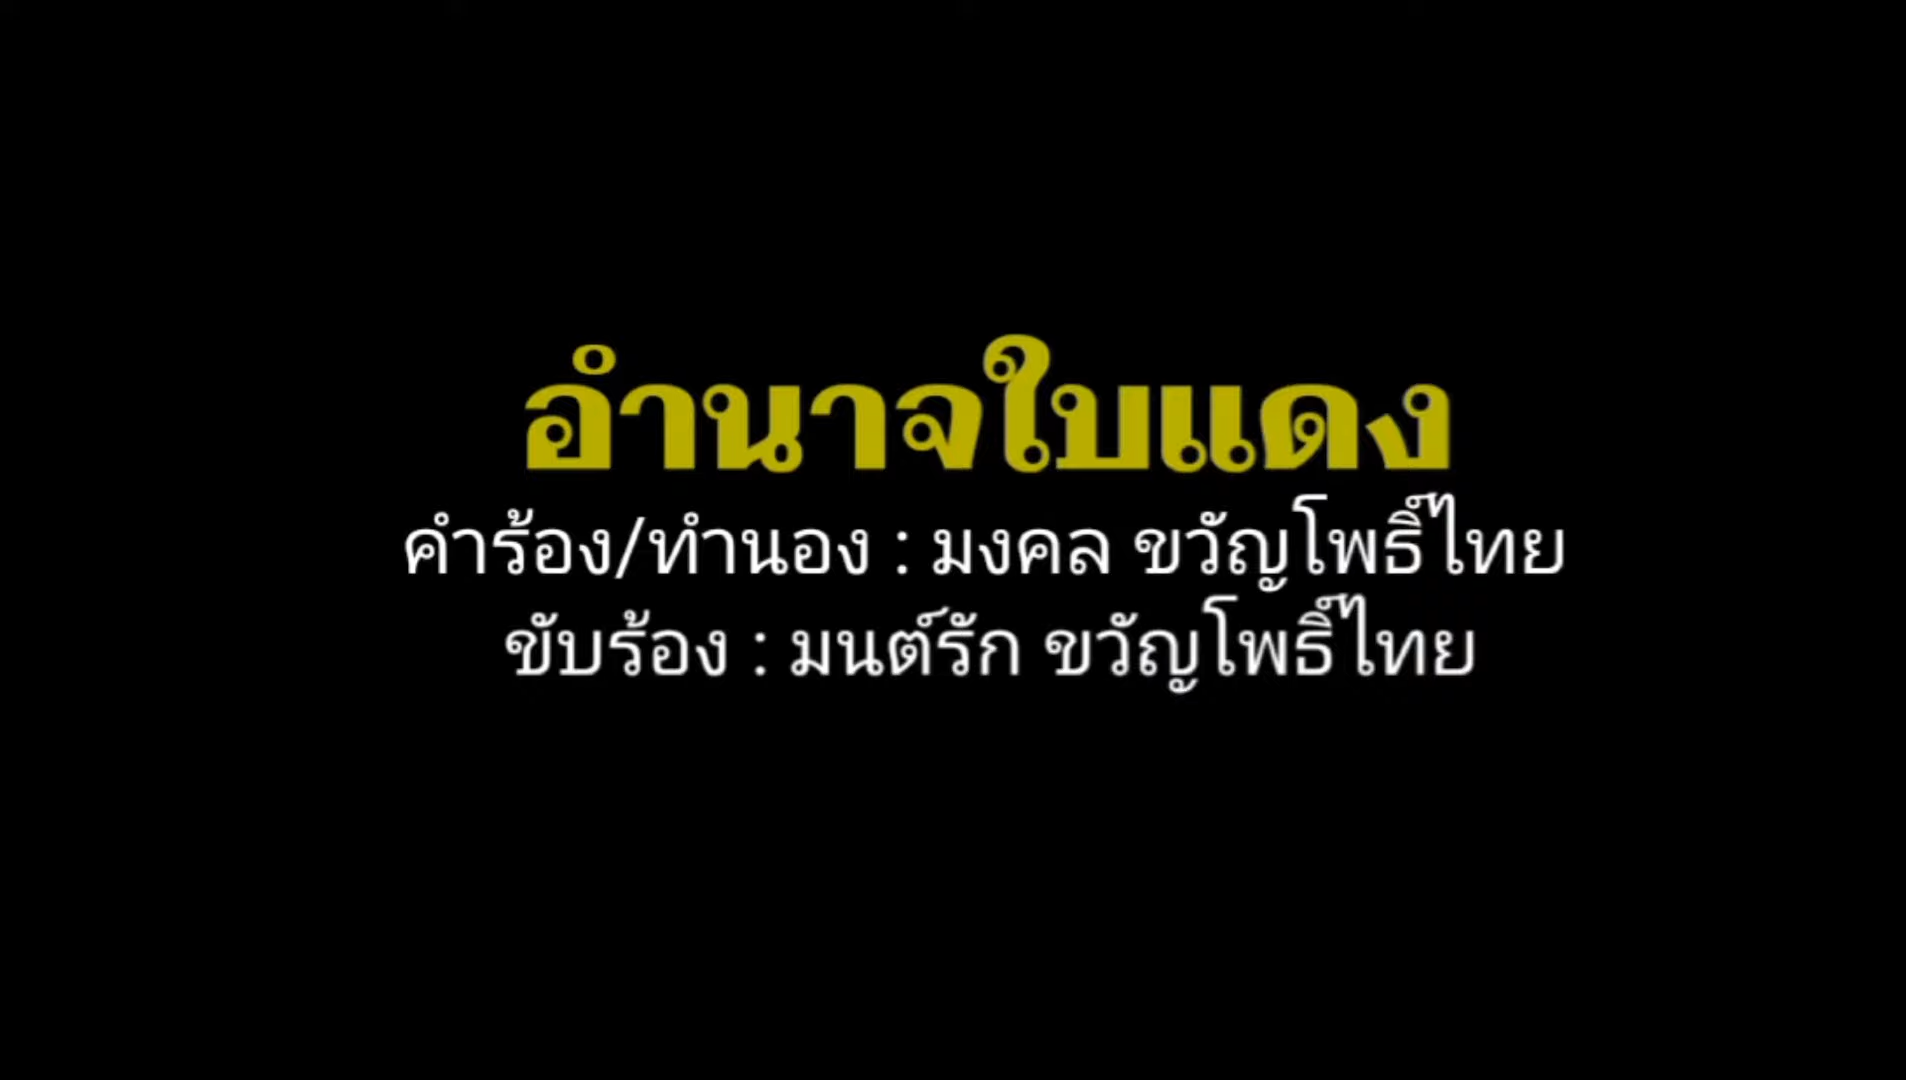 อำนาจใบแดง
คำร้อง/ทำนอง : มงคล ขวัญโพธิ์ไทย
ขับร้อง : มนต์รัก ขวัญโพธิ์ไทย